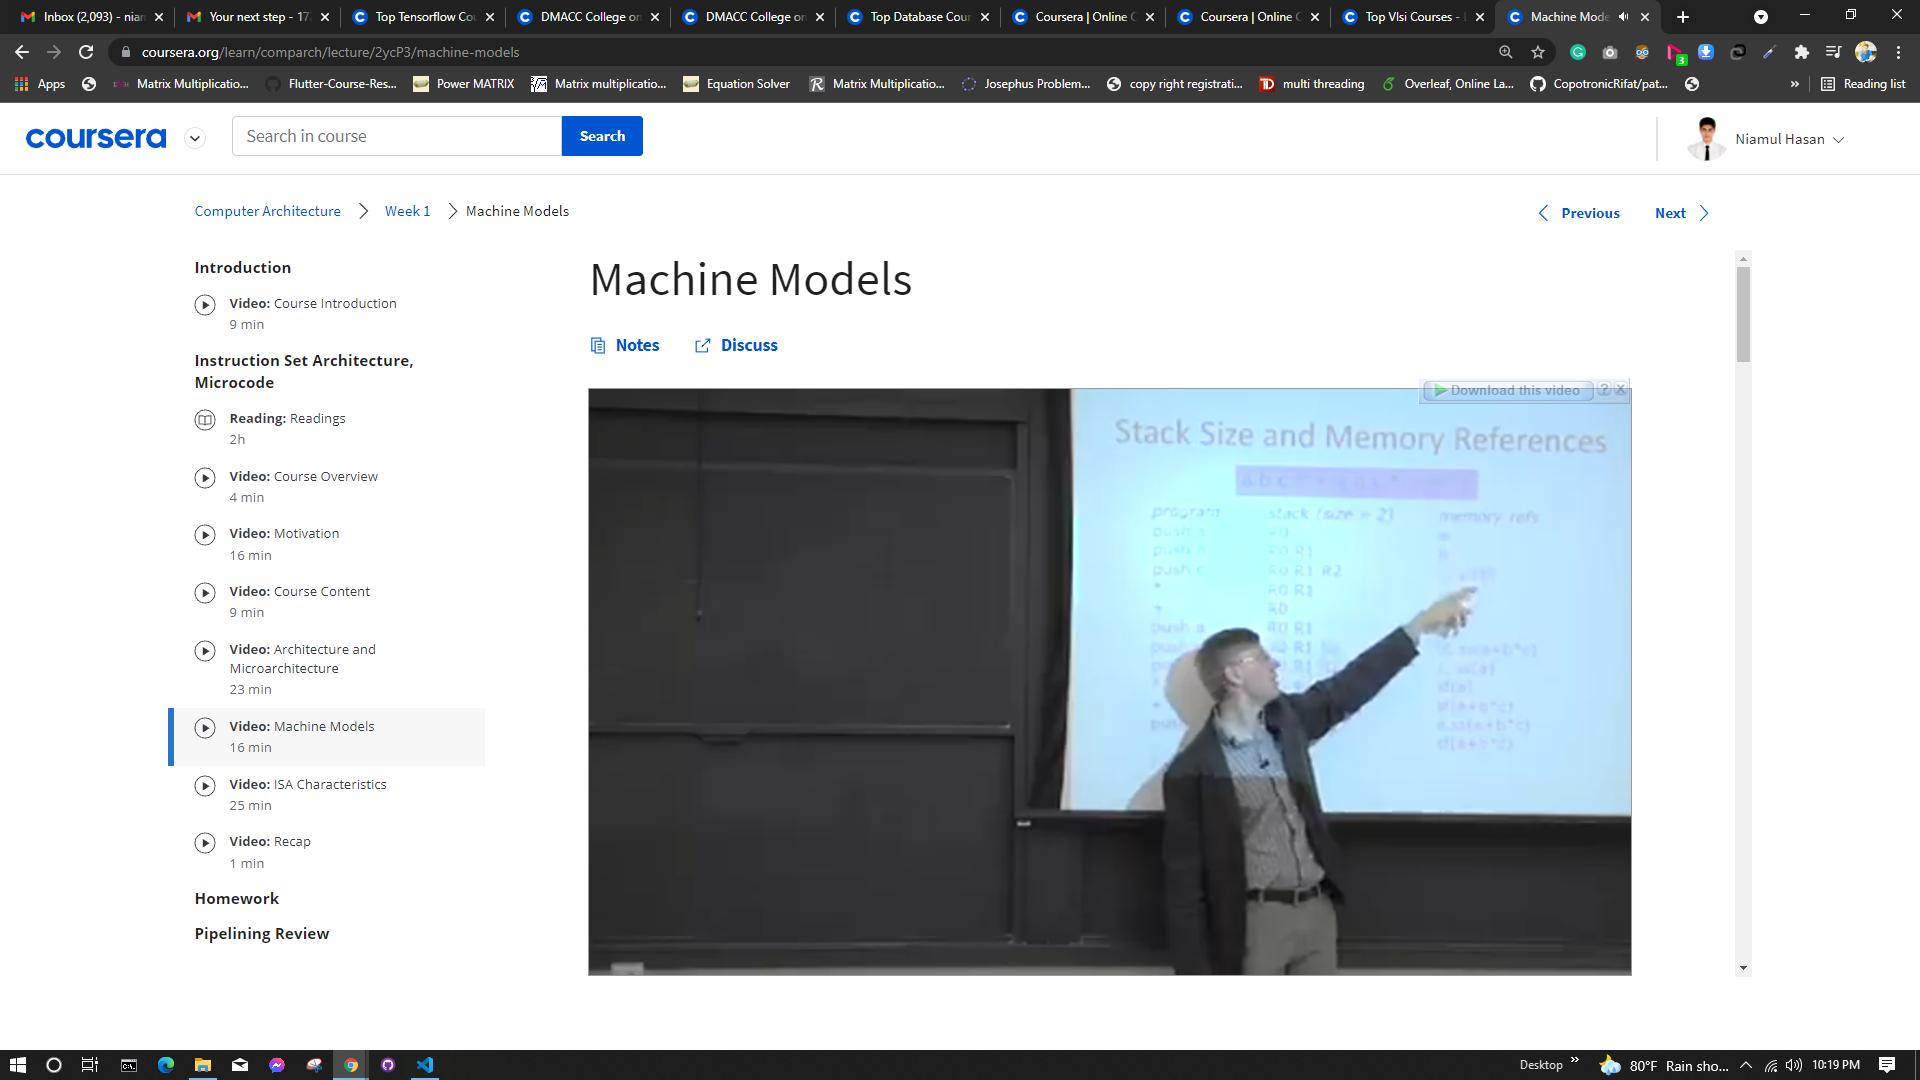 Inbox (2,093) - nian
Your next step - 17
Top Tensorflow Cou
DMACC College on
DMACC College on
Top Database Cour
Coursera | Online C
Coursera | Online C
Top Vlsi Courses - L
Machine Mode
coursera.org/learn/comparch/lecture/2ycP3/machine-models
3
Apps
Matrix Multiplicatio...
Flutter-Course-Res...
Power MATRIX
Matrix multiplicatio...
Equation Solver
Matrix Multiplicatio...
Josephus Problem...
copy right registrati...
multi threading
Overleaf, Online La...
CopotronicRifat/pat...
»
Reading list
coursera
Search in course
Search
Niamul Hasan
Computer Architecture
Week 1
Machine Models
Previous
Next
Introduction
Video: Course Introduction
9 min
Instruction Set Architecture,
Microcode
Reading: Readings
2h
Video: Course Overview
4 min
Video: Motivation
16 min
Video: Course Content
9 min
Video: Architecture and
Microarchitecture
23 min
Video: Machine Models
16 min
Video: ISA Characteristics
25 min
Video: Recap
1 min
Homework
Pipelining Review
Machine Models
Notes
Discuss
Download this video
Stack Size and Memory References
program stack (size = 2) memory refs
push a R0
push b R0 R1
push c R0 R1 R2
* R0 R1
+ R0
push a R0 R1
Desktop
80°F Rain sho...
10:19 PM